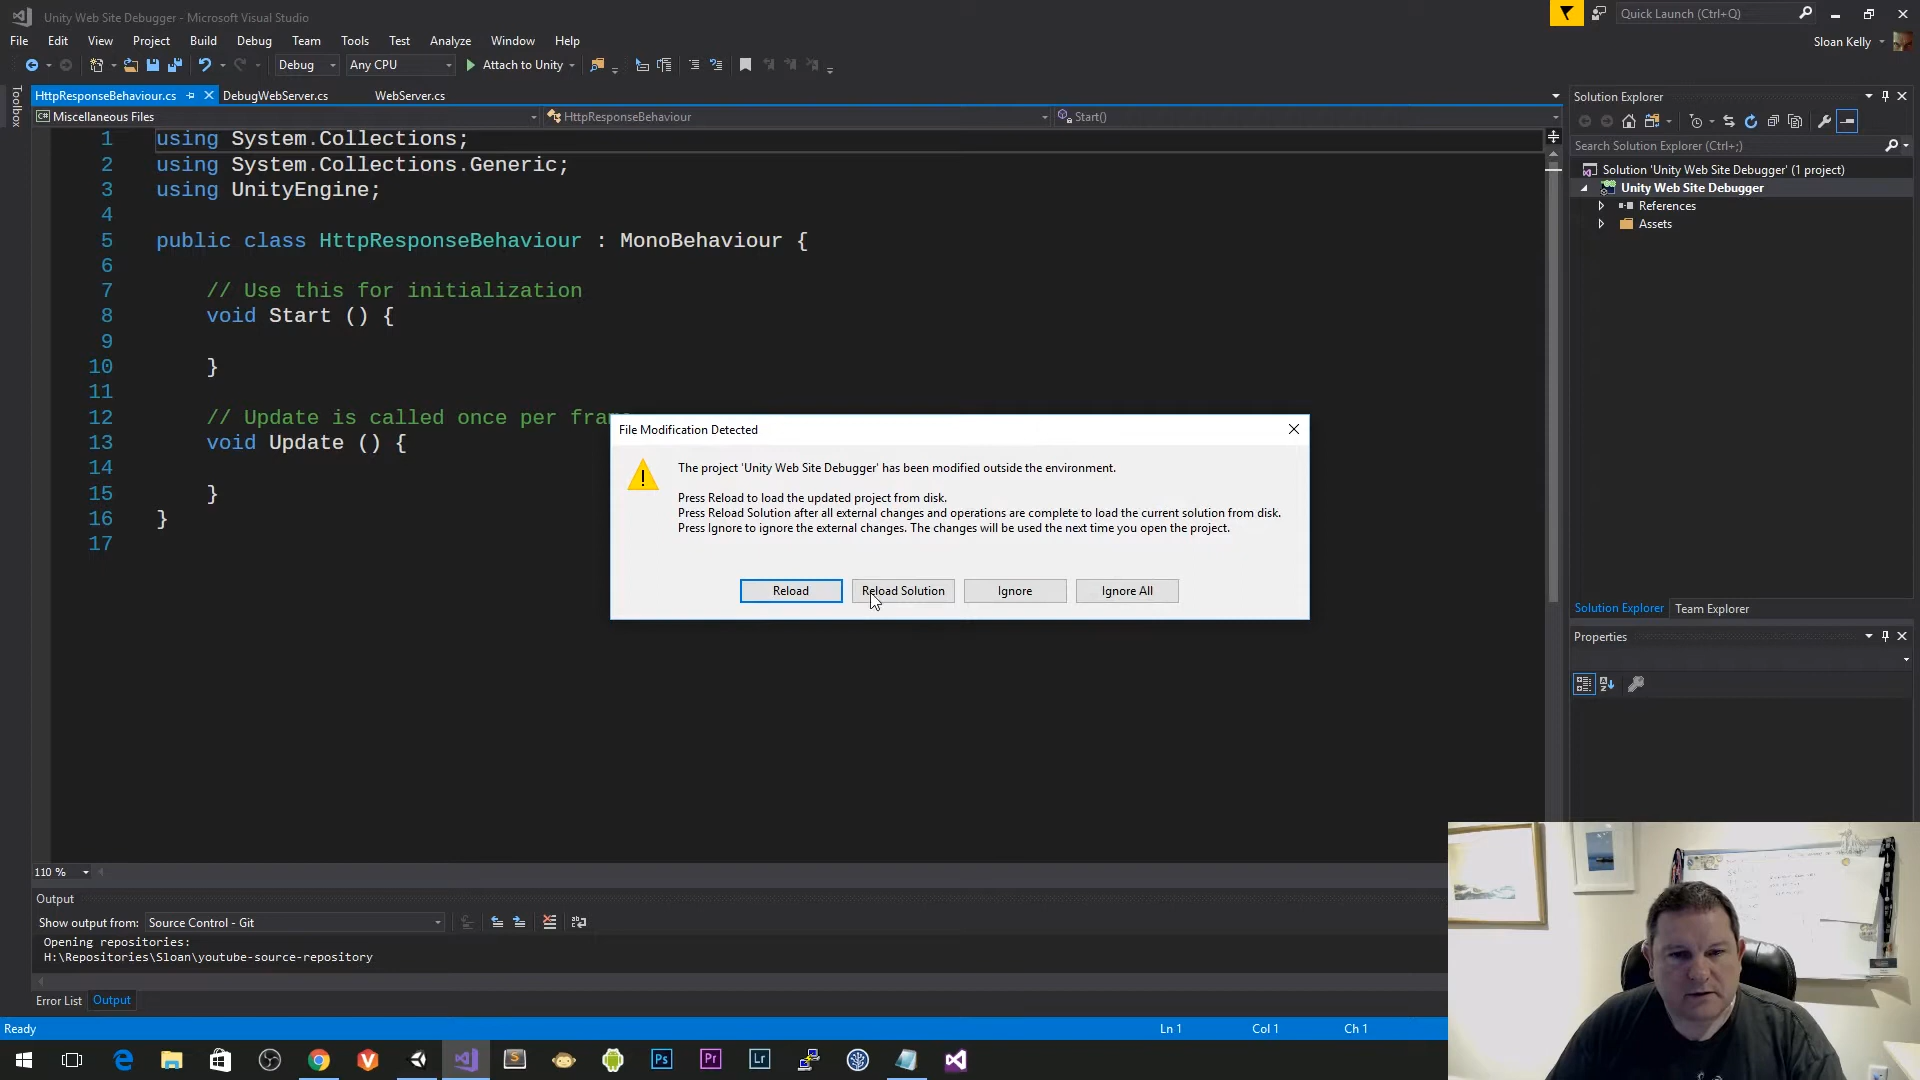 Unity Web Site Debugger - Microsoft Visual Studio
Quick Launch (Ctrl+Q)
File Edit View Project Build Debug Team Tools Test Analyze Window Help
Sloan Kelly
Debug Any CPU Attach to Unity
Toolbox
HttpResponseBehaviour.cs DebugWebServer.cs WebServer.cs
Miscellaneous Files HttpResponseBehaviour Start()
1 using System.Collections;
2 using System.Collections.Generic;
3 using UnityEngine;
4
5 public class HttpResponseBehaviour : MonoBehaviour {
6
7 // Use this for initialization
8 void Start () {
9
10 }
11
12 // Update is called once per frame
13 void Update () {
14
15 }
16 }
17
File Modification Detected
The project 'Unity Web Site Debugger' has been modified outside the environment.
Press Reload to load the updated project from disk.
Press Reload Solution after all external changes and operations are complete to load the current solution from disk.
Press Ignore to ignore the external changes. The changes will be used the next time you open the project.
Reload Reload Solution Ignore Ignore All
Solution Explorer
Search Solution Explorer (Ctrl+;)
Solution 'Unity Web Site Debugger' (1 project)
Unity Web Site Debugger
References
Assets
Solution Explorer Team Explorer
Properties
110 %
Output
Show output from: Source Control - Git
Opening repositories:
H:\Repositories\Sloan\youtube-source-repository
Error List Output
Ready Ln 1 Col 1 Ch 1
Ps Pr Lr